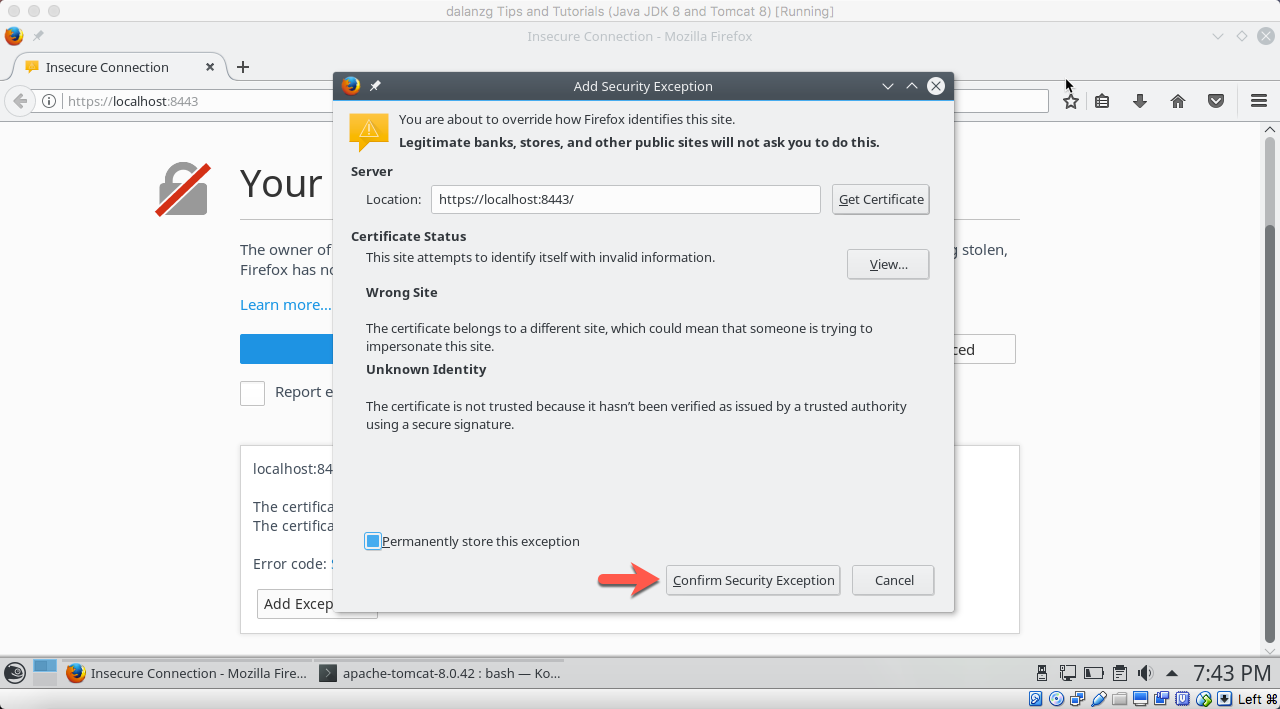 dalanzg Tips and Tutorials (Java JDK 8 and Tomcat 8) [Running]
Insecure Connection - Mozilla Firefox
Insecure Connection
https://localhost:8443
Add Security Exception
You are about to override how Firefox identifies this site.
Legitimate banks, stores, and other public sites will not ask you to do this.
Server
Location: https://localhost:8443/ Get Certificate
Certificate Status
This site attempts to identify itself with invalid information.
View...
Wrong Site
The certificate belongs to a different site, which could mean that someone is trying to
impersonate this site.
Unknown Identity
The certificate is not trusted because it hasn't been verified as issued by a trusted authority
using a secure signature.
Permanently store this exception
Confirm Security Exception Cancel
Your
The owner of
stolen,
Firefox has
Learn more...
Report
localhost:84
The
The
Error code:
Add
Insecure Connection - Mozilla Fire...
apache-tomcat-8.0.42 : bash — Ko...
7:43 PM
Left ⌘